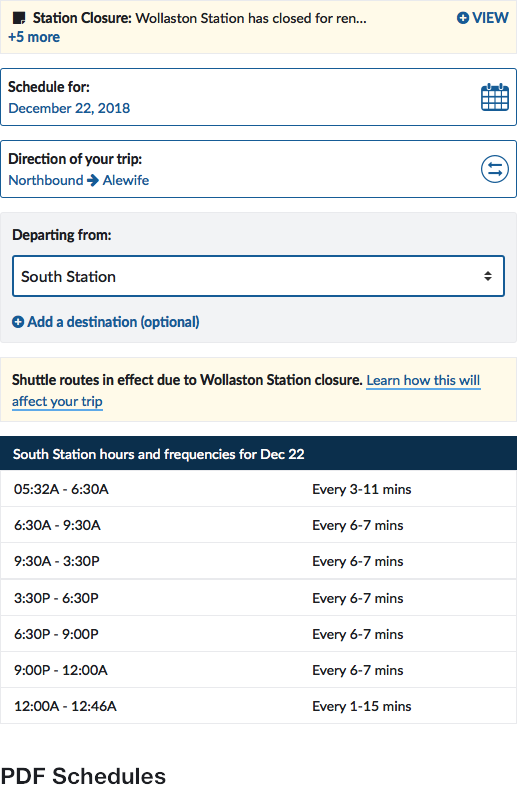 Station Closure: Wollaston Station has closed for ren...
VIEW
+5 more
Schedule for:
December 22, 2018
Direction of your trip:
Northbound → Alewife
Departing from:
South Station
Add a destination (optional)
Shuttle routes in effect due to Wollaston Station closure. Learn how this will
affect your trip
South Station hours and frequencies for Dec 22
05:32A - 6:30A Every 3-11 mins
6:30A - 9:30A Every 6-7 mins
9:30A - 3:30P Every 6-7 mins
3:30P - 6:30P Every 6-7 mins
6:30P - 9:00P Every 6-7 mins
9:00P - 12:00A Every 6-7 mins
12:00A - 12:46A Every 1-15 mins
PDF Schedules